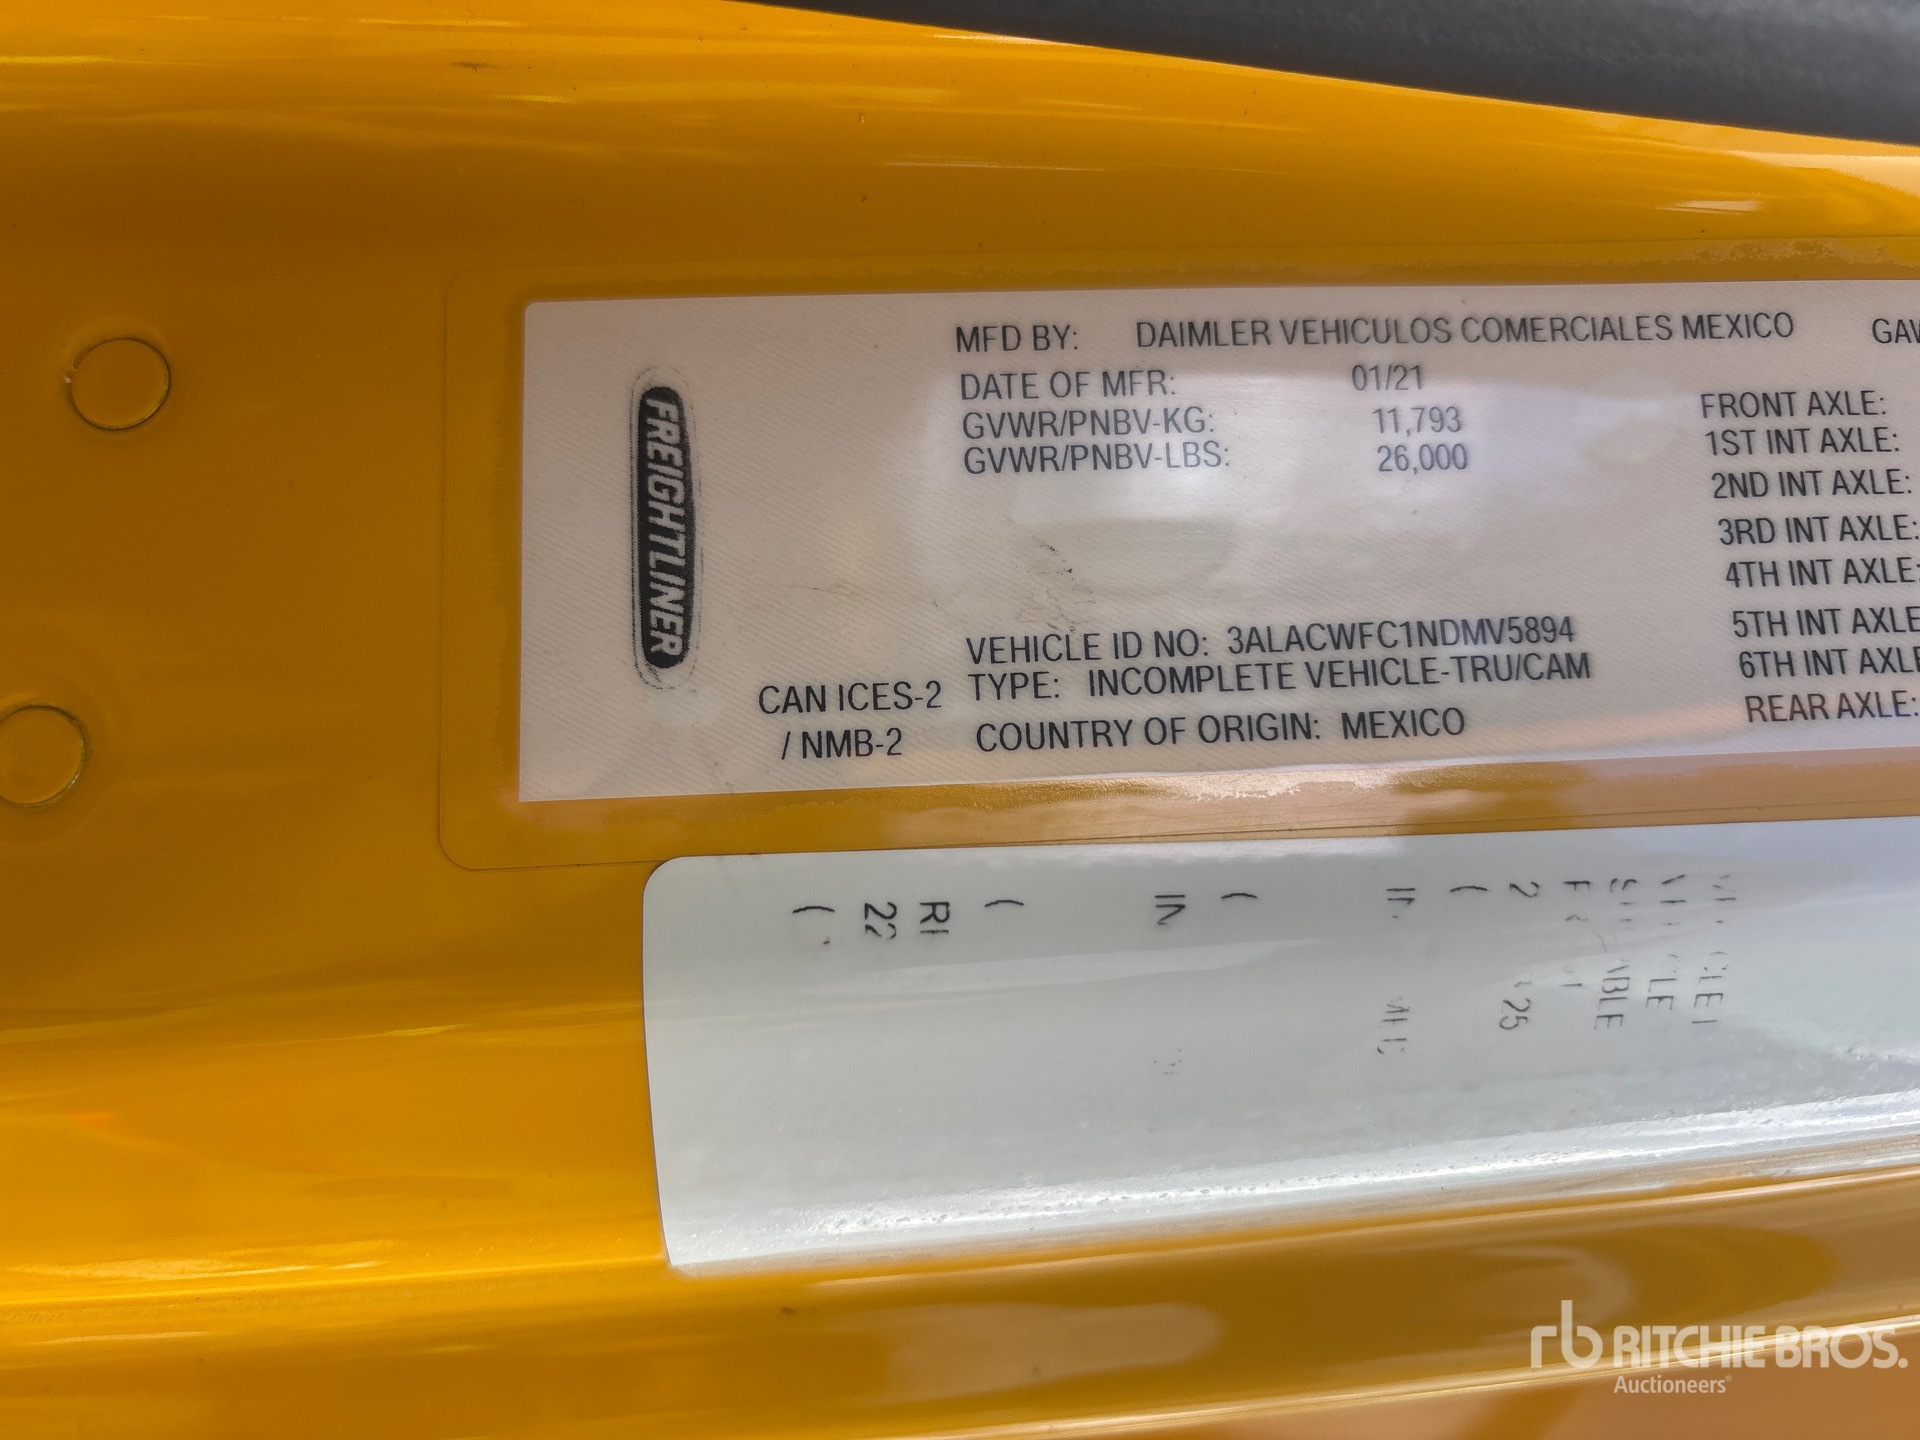 FREIGHTLINER
MFD BY: DAIMLER VEHICULOS COMERCIALES MEXICO
DATE OF MFR: 01/21
GVWR/PNBV-KG: 11,793
GVWR/PNBV-LBS: 26,000
VEHICLE ID NO: 3ALACWFC1NDMV5894
TYPE: INCOMPLETE VEHICLE-TRU/CAM
COUNTRY OF ORIGIN: MEXICO
CAN ICES-2
/ NMB-2
GAW
FRONT AXLE:
1ST INT AXLE:
2ND INT AXLE:
3RD INT AXLE:
4TH INT AXLE:
5TH INT AXLE
6TH INT AXLE
REAR AXLE:
rb RITCHIE BROS.
Auctioneers